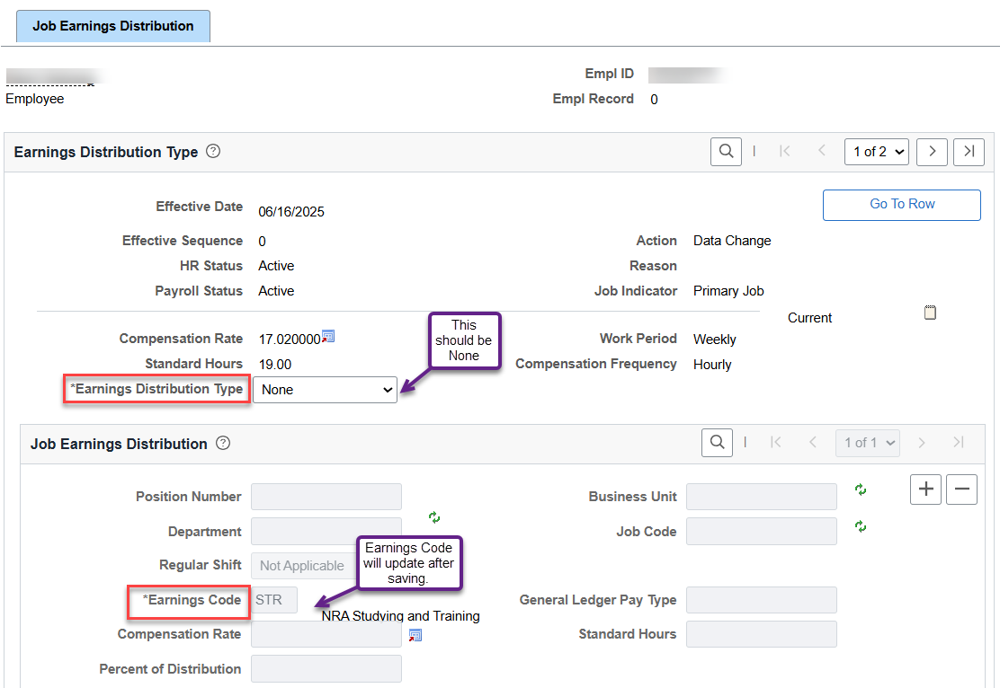 Job Earnings Distribution
Empl ID
Employee
Empl Record 0
Earnings Distribution Type
1 of 2
Effective Date 06/16/2025
Go To Row
Effective Sequence 0
Action Data Change
HR Status Active
Reason
Payroll Status Active
Job Indicator Primary Job
Current
This
should be
None
Compensation Rate 17.020000
Work Period Weekly
Standard Hours 19.00
Compensation Frequency Hourly
*Earnings Distribution Type None
Job Earnings Distribution
1 of 1
Position Number
Business Unit
Department
Job Code
Earnings Code
will update after
saving.
Regular Shift Not Applicable
*Earnings Code STR
General Ledger Pay Type
NRA Studying and Training
Compensation Rate
Standard Hours
Percent of Distribution